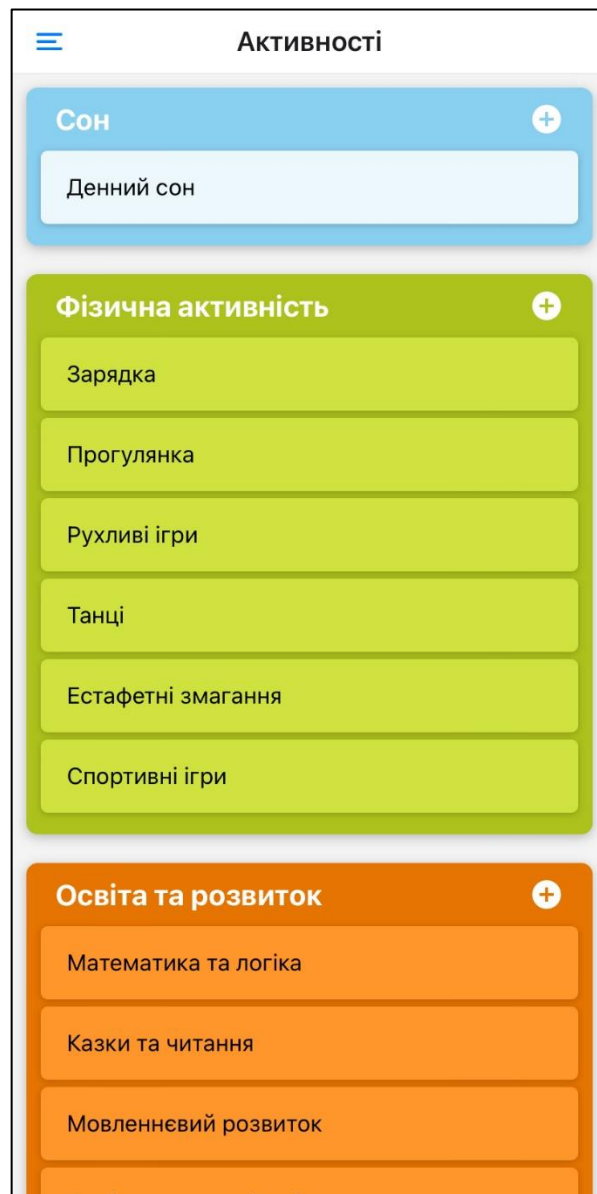 Активності
Сон
Денний сон
Фізична активність
Зарядка
Прогулянка
Рухливі ігри
Танці
Естафетні змагання
Спортивні ігри
Освіта та розвиток
Математика та логіка
Казки та читання
Мовленнєвий розвиток